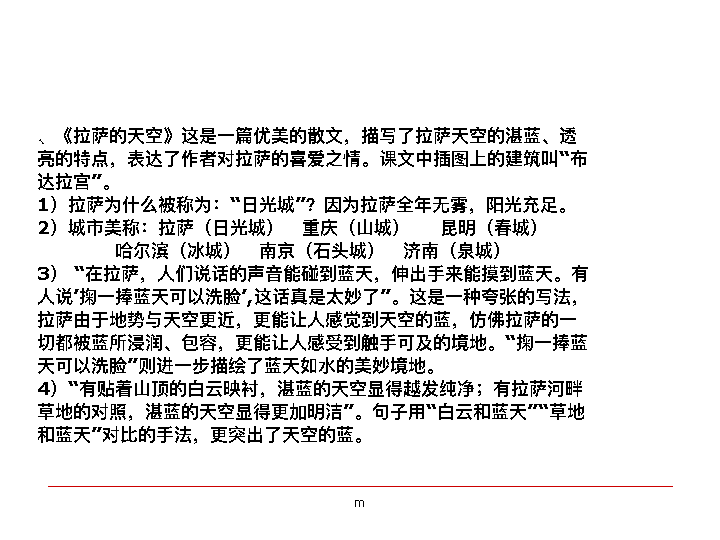 、《拉萨的天空》这是一篇优美的散文，描写了拉萨天空的湛蓝、透
亮的特点，表达了作者对拉萨的喜爱之情。课文中插图上的建筑叫“布
达拉宫”。
1）拉萨为什么被称为：“日光城”？因为拉萨全年无雾，阳光充足。
2）城市美称：拉萨（日光城） 重庆（山城） 昆明（春城）
哈尔滨（冰城） 南京（石头城） 济南（泉城）
3） “在拉萨，人们说话的声音能碰到蓝天，伸出手来能摸到蓝天。有
人说’掬一捧蓝天可以洗脸’,这话真是太妙了”。这是一种夸张的写法，
拉萨由于地势与天空更近，更能让人感觉到天空的蓝，仿佛拉萨的一
切都被蓝所浸润、包容，更能让人感受到触手可及的境地。“掬一捧蓝
天可以洗脸”则进一步描绘了蓝天如水的美妙境地。
4）“有贴着山顶的白云映衬，湛蓝的天空显得越发纯净；有拉萨河畔
草地的对照，湛蓝的天空显得更加明洁”。句子用“白云和蓝天”“草地
和蓝天”对比的手法，更突出了天空的蓝。
m